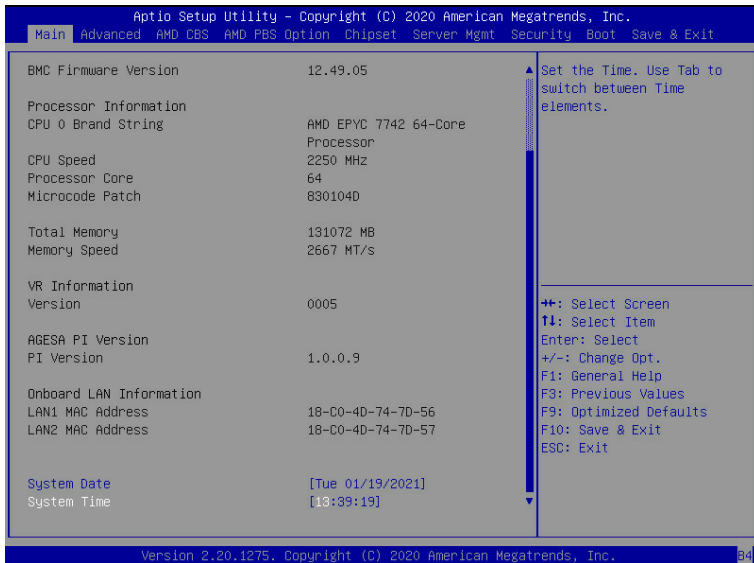 Aptio Setup Utility – Copyright (C) 2020 American Megatrends, Inc.
Main Advanced AMD CBS AMD PBS Option Chipset Server Mgmt Security Boot Save & Exit
BMC Firmware Version 12.49.05
Processor Information
CPU 0 Brand String AMD EPYC 7742 64-Core
Processor
CPU Speed 2250 MHz
Processor Core 64
Microcode Patch 830104D
Total Memory 131072 MB
Memory Speed 2667 MT/s
VR Information
Version 0005
AGESA PI Version
PI Version 1.0.0.9
Onboard LAN Information
LAN1 MAC Address 18-C0-4D-74-7D-56
LAN2 MAC Address 18-C0-4D-74-7D-57
System Date [Tue 01/19/2021]
System Time [13:39:19]
Set the Time. Use Tab to
switch between Time
elements.
→←: Select Screen
↑↓: Select Item
Enter: Select
+/-: Change Opt.
F1: General Help
F3: Previous Values
F9: Optimized Defaults
F10: Save & Exit
ESC: Exit
Version 2.20.1275. Copyright (C) 2020 American Megatrends, Inc.
B4